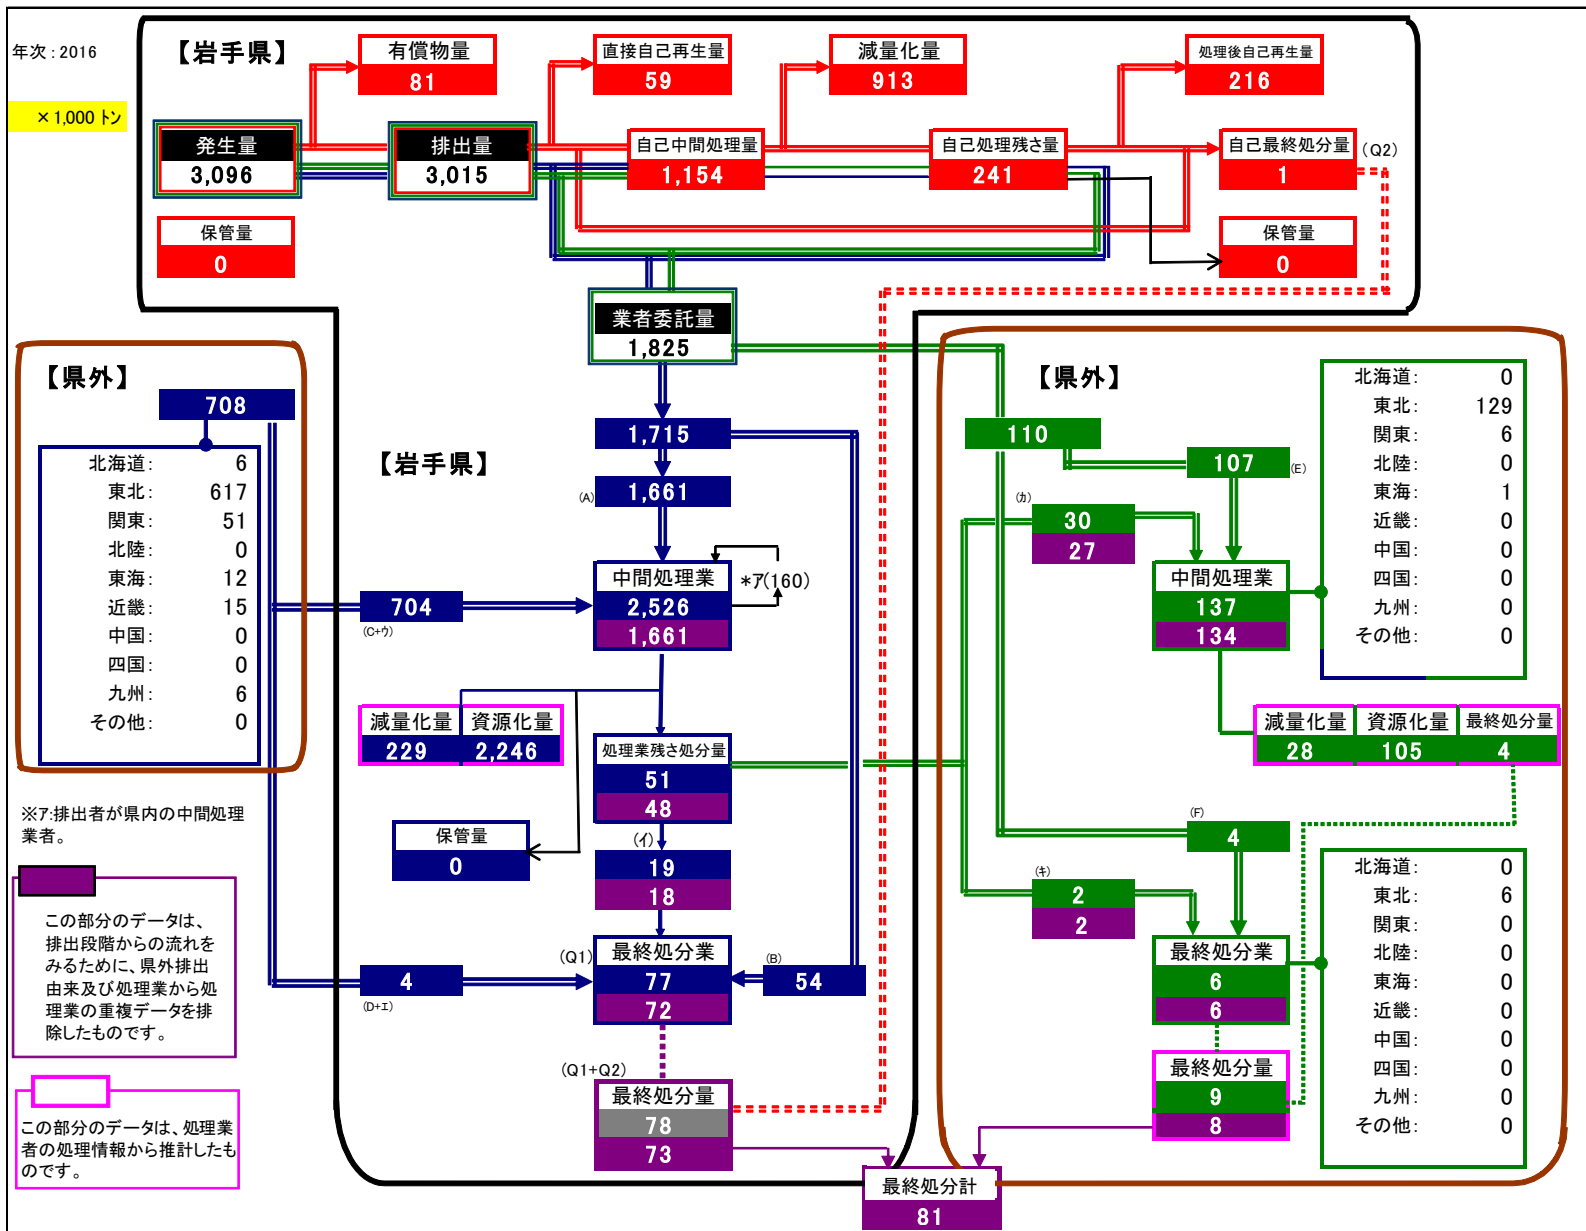 年次：2016
【岩手県】
×1,000 トン
有償物量
81
直接自己再生量
59
減量化量
913
処理後自己再生量
216
発生量
3,096
排出量
3,015
自己中間処理量
1,154
自己処理残さ量
241
自己最終処分量
1
(Q2)
保管量
0
保管量
0
業者委託量
1,825
【県外】
708
北海道： 6
東北： 617
関東： 51
北陸： 0
東海： 12
近畿： 15
中国： 0
四国： 0
九州： 6
その他： 0
【岩手県】
1,715
(A)
1,661
中間処理業
2,526
1,661
*ｱ(160)
704
(C+ｳ)
減量化量
229
資源化量
2,246
処理業残さ処分量
51
48
保管量
0
(ｲ)
19
18
(Q1)
最終処分業
77
72
(B)
54
4
(D+ｴ)
(Q1+Q2)
最終処分量
78
73
【県外】
110
107
(E)
(ｶ)
30
27
中間処理業
137
134
北海道： 0
東北： 129
関東： 6
北陸： 0
東海： 1
近畿： 0
中国： 0
四国： 0
九州： 0
その他： 0
減量化量
28
資源化量
105
最終処分量
4
(F)
4
(ｷ)
2
2
最終処分業
6
6
最終処分量
9
8
北海道： 0
東北： 6
関東： 0
北陸： 0
東海： 0
近畿： 0
中国： 0
四国： 0
九州： 0
その他： 0
最終処分計
81
※ア:排出者が県内の中間処理
業者。
この部分のデータは、
排出段階からの流れを
みるために、県外排出
由来及び処理業から処
理業の重複データを排
除したものです。
この部分のデータは、処理業
者の処理情報から推計したも
のです。